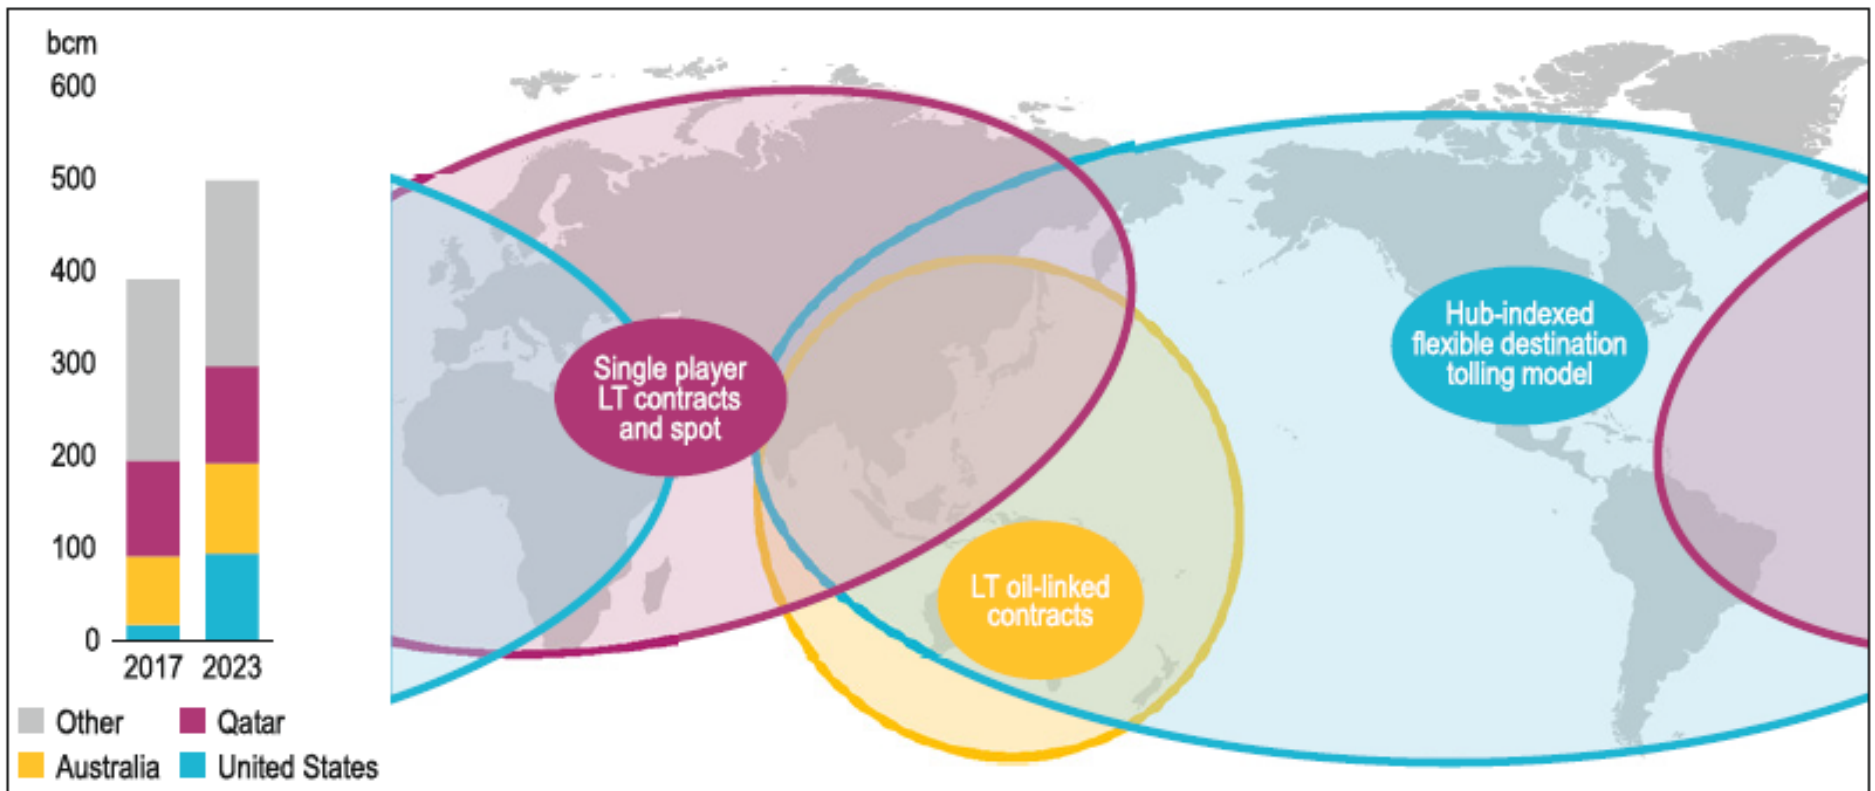 bcm
600
500
400
300
200
100
0
2017 2023
Other Qatar
Australia United States
Single player
LT contracts
and spot
LT oil-linked
contracts
Hub-indexed
flexible destination
tolling model